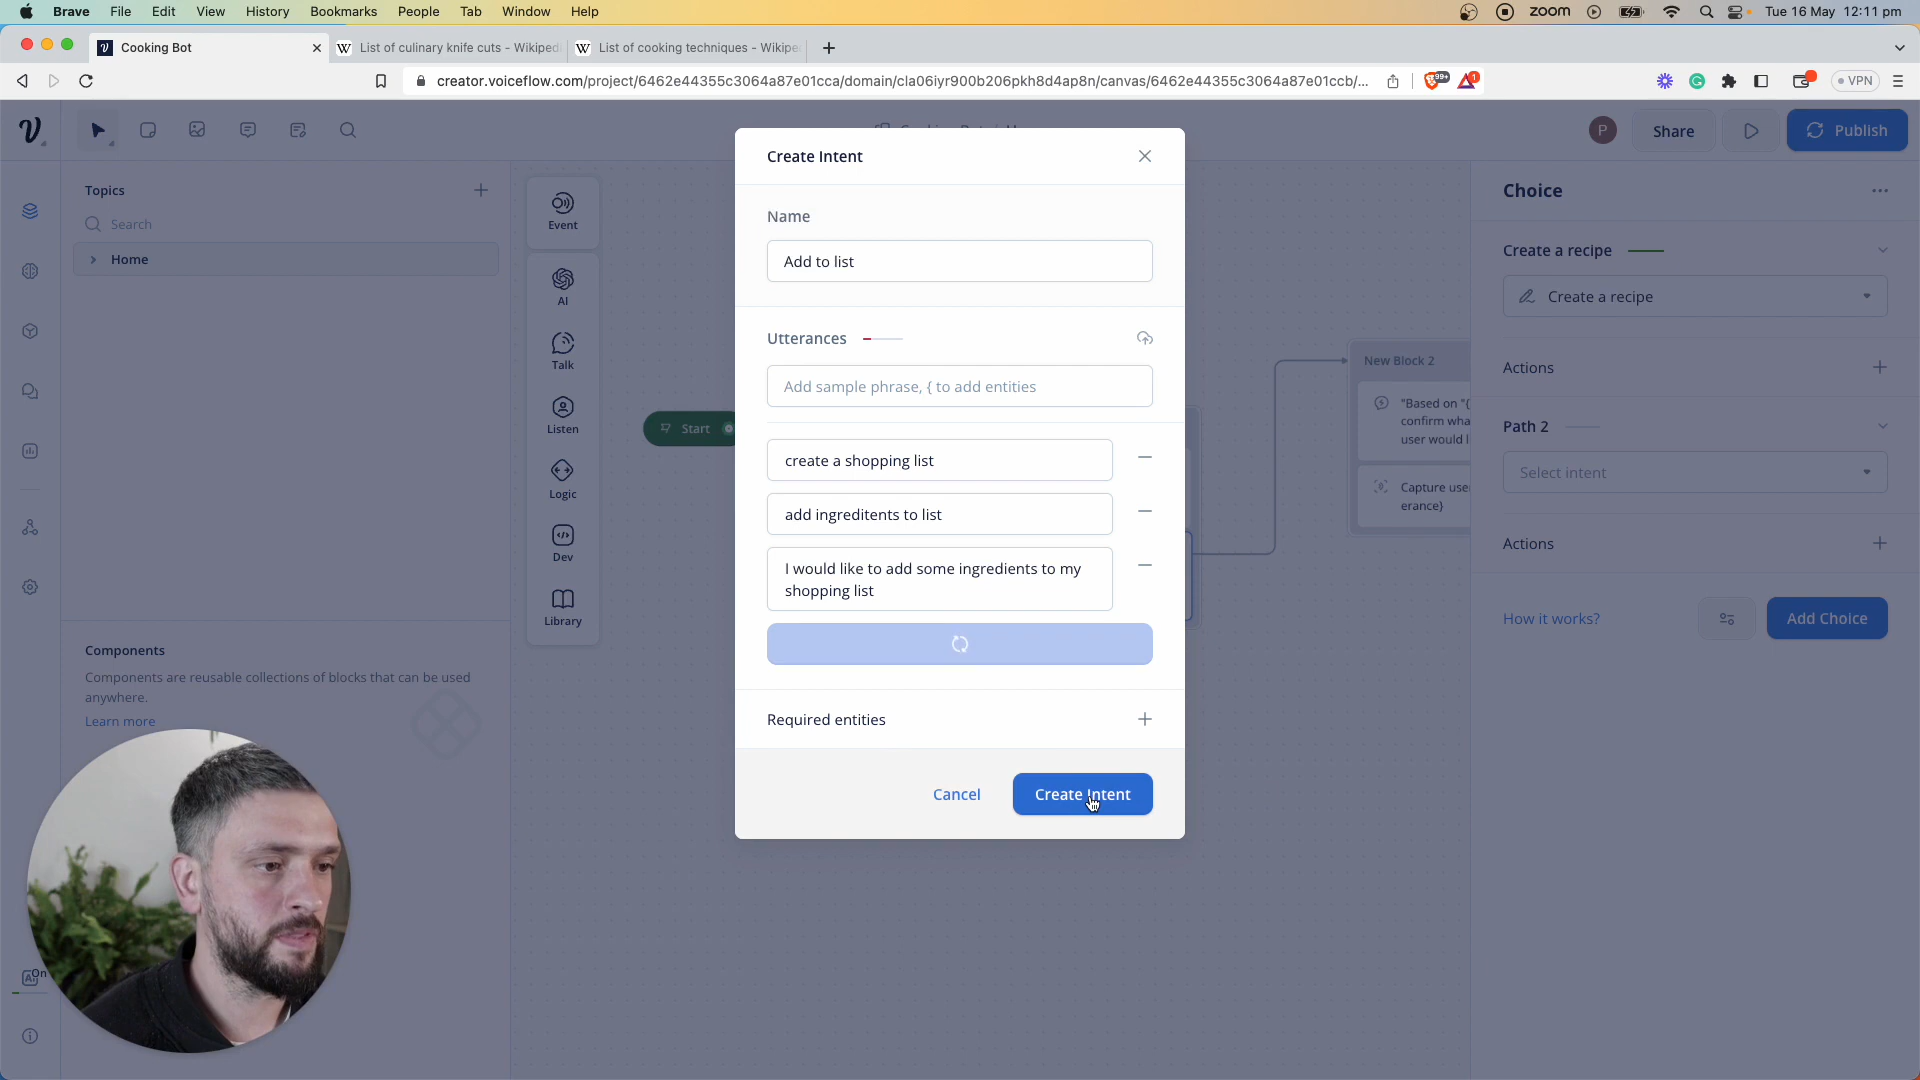 Brave File Edit View History Bookmarks People Tab Window Help zoom Tue 16 May 12:11 pm
Cooking Bot List of culinary knife cuts - Wikiped List of cooking techniques - Wikipe
creator.voiceflow.com/project/6462e44355c3064a87e01cca/domain/cla06iyr900b206pkh8d4ap8n/canvas/6462e44355c3064a87e01ccb/... 99+ 1 VPN
P Share Publish
Topics
Search
Home
Event
AI
Talk
Listen
Logic
Dev
Library
Components
Components are reusable collections of blocks that can be used
anywhere.
Learn more
On
Start
Create Intent
Name
Add to list
Utterances
Add sample phrase, { to add entities
create a shopping list
add ingreditents to list
I would like to add some ingredients to my
shopping list
Required entities
Cancel Create Intent
New Block 2
"Based on "{
confirm wha
user would l
Capture use
erance}
Choice
Create a recipe
Create a recipe
Actions
Path 2
Select intent
Actions
How it works? Add Choice